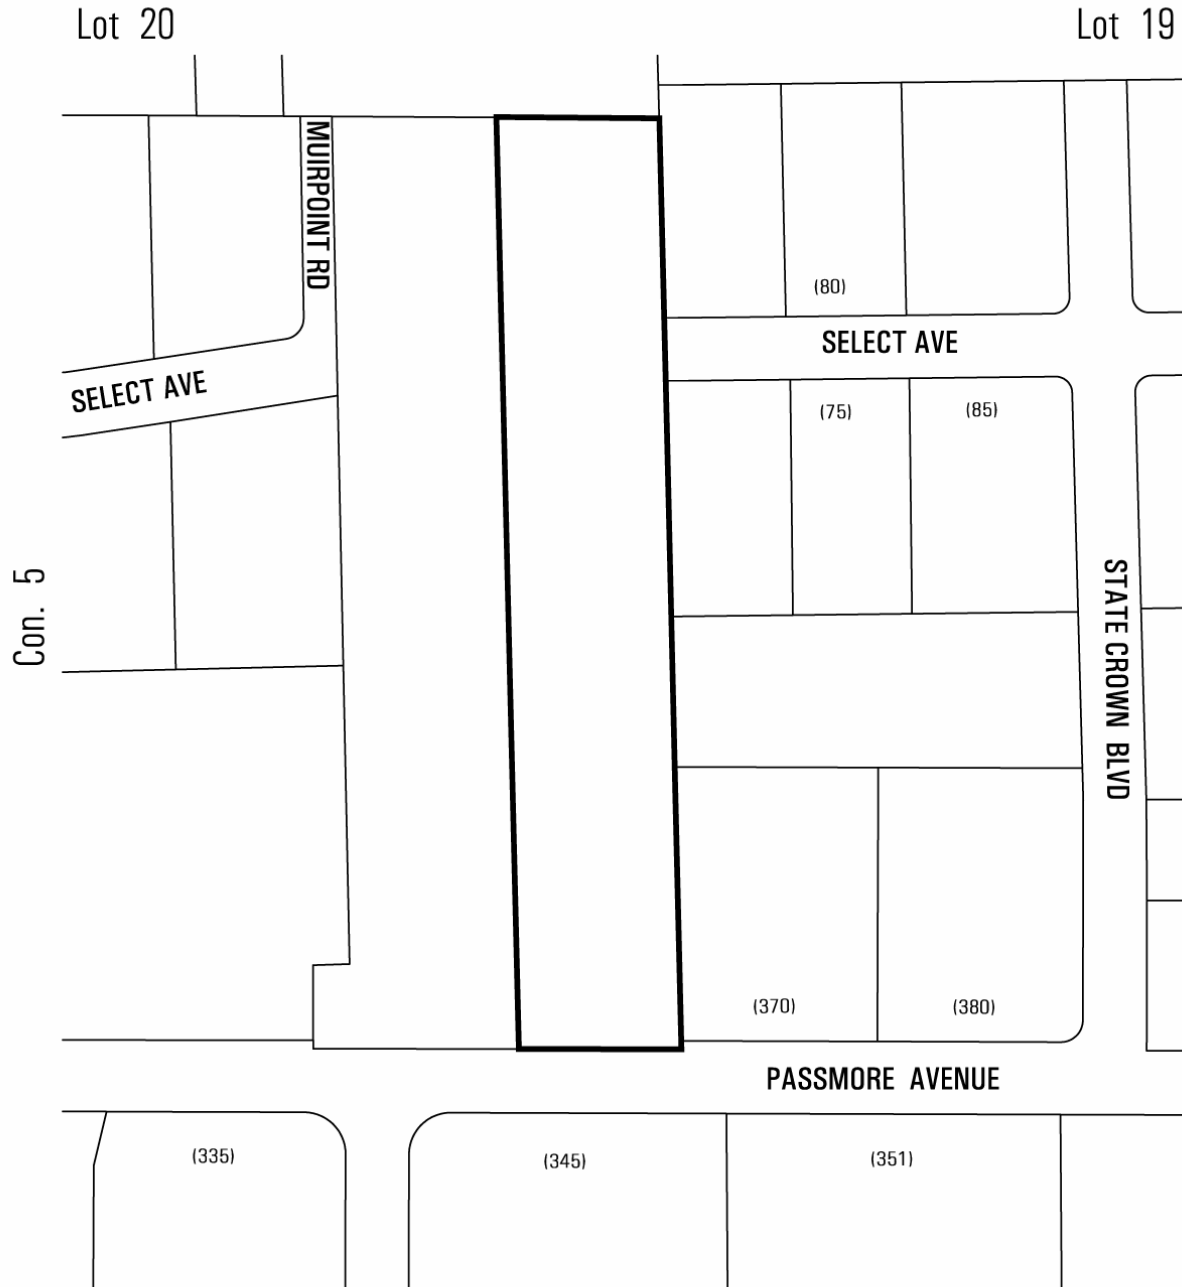 Lot 20
Lot 19
MUIRPOINT RD
(80)
SELECT AVE
SELECT AVE
(75)
(85)
Con. 5
STATE CROWN BLVD
(370)
(380)
PASSMORE AVENUE
(335)
(345)
(351)